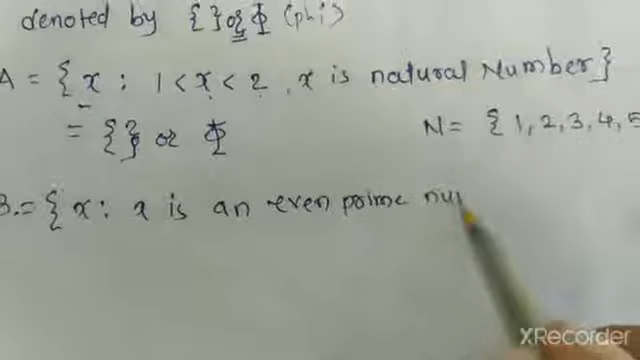 denoted by { } or Φ (phi)
A = { x : 1 < x < 2, x is natural Number }
= { } or Φ
N = { 1, 2, 3, 4, 5
B = { x : x is an even prime nu
XRecorder